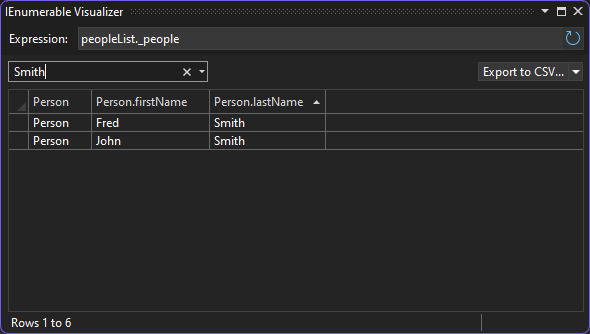 IEnumerable Visualizer
Expression: peopleList._people
Smith
Export to CSV...
Person Person.firstName Person.lastName
Person Fred Smith
Person John Smith
Rows 1 to 6